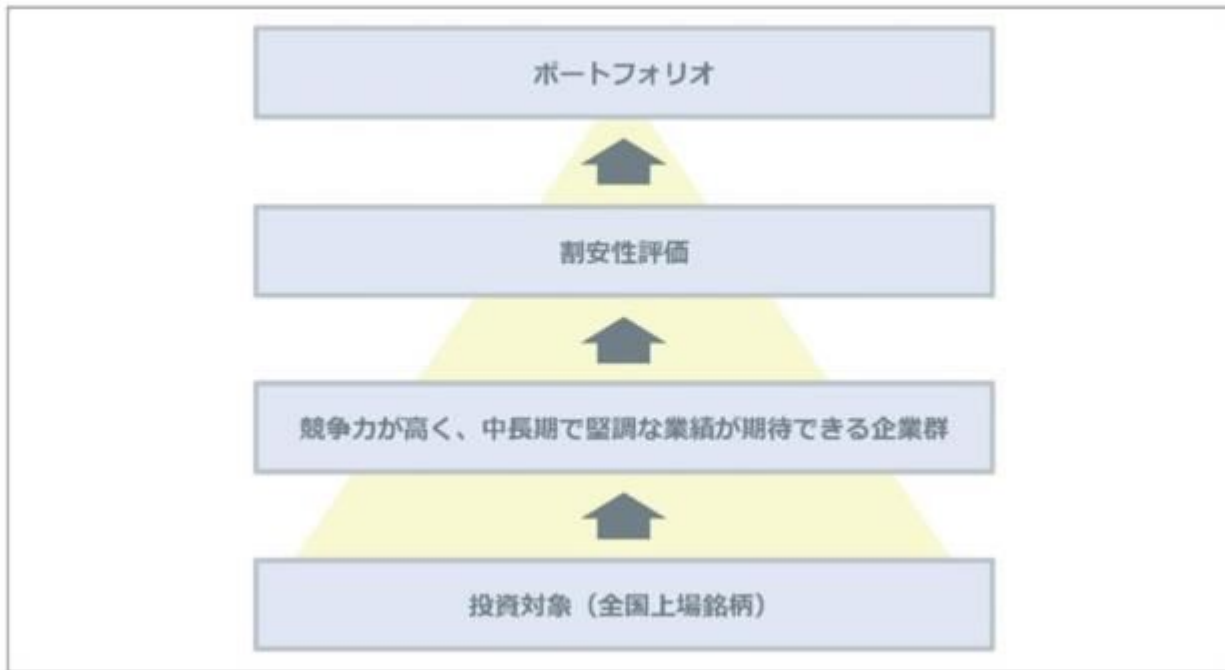 ポートフォリオ
割安性評価
競争力が高く、中長期で堅調な業績が期待できる企業群
投資対象（全国上場銘柄）